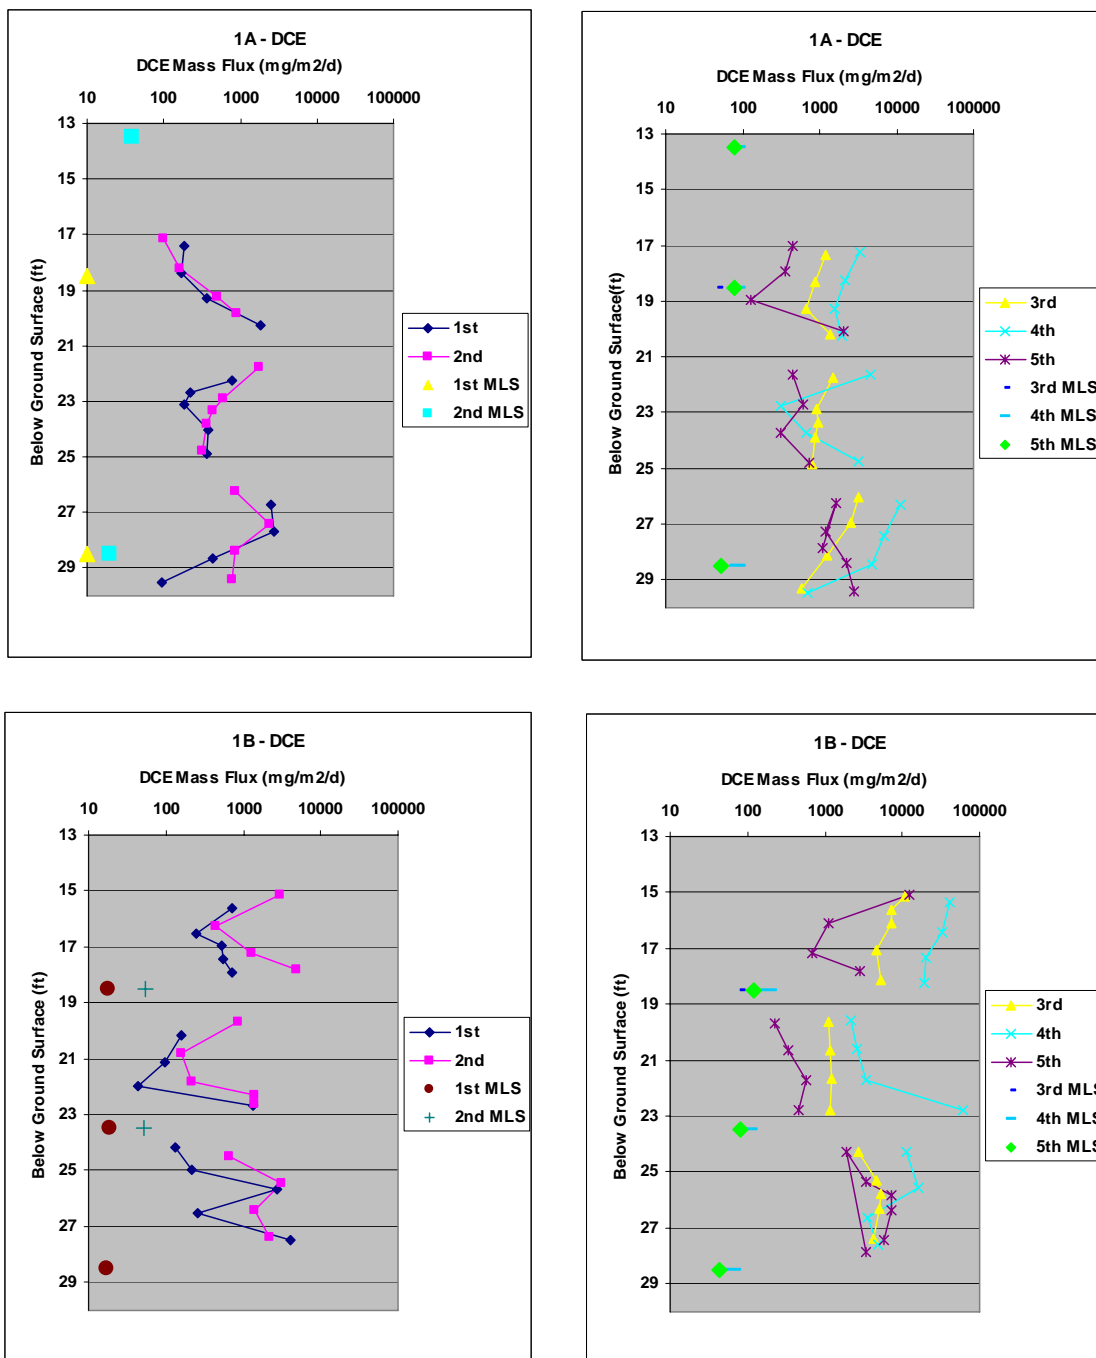 1A - DCE
DCE Mass Flux (mg/m2/d)
10 100 1000 10000 100000
13
15
17
19
21
23
25
27
29
Below Ground Surface (ft)
1st
2nd
1st MLS
2nd MLS
1A - DCE
DCE Mass Flux (mg/m2/d)
10 100 1000 10000 100000
13
15
17
19
21
23
25
27
29
Below Ground Surface(ft)
3rd
4th
5th
3rd MLS
4th MLS
5th MLS
1B - DCE
DCE Mass Flux (mg/m2/d)
10 100 1000 10000 100000
13
15
17
19
21
23
25
27
29
Below Ground Surface (ft)
1st
2nd
1st MLS
2nd MLS
1B - DCE
DCE Mass Flux (mg/m2/d)
10 100 1000 10000 100000
13
15
17
19
21
23
25
27
29
Below Ground Surface (ft)
3rd
4th
5th
3rd MLS
4th MLS
5th MLS